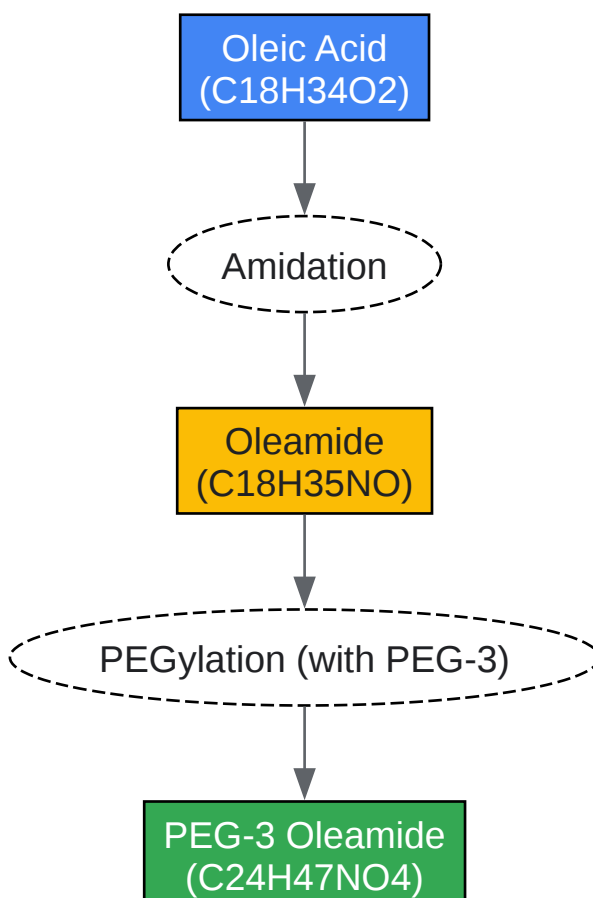 Oleic Acid
(C18H34O2)
Amidation
Oleamide
(C18H35NO)
PEGylation (with PEG-3)
PEG-3 Oleamide
(C24H47NO4)